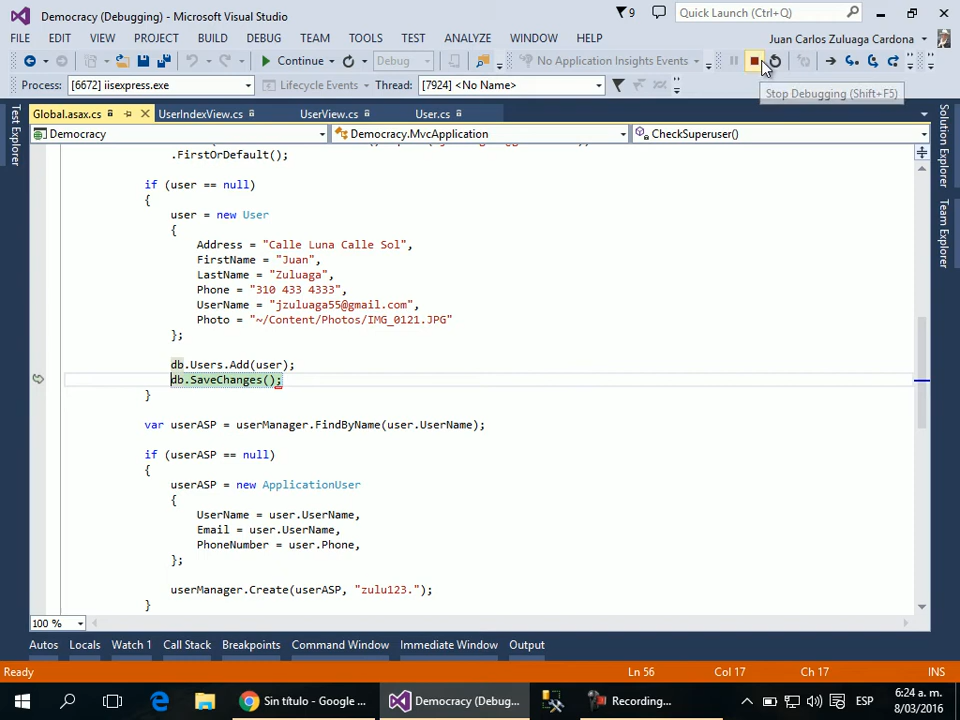 Democracy (Debugging) - Microsoft Visual Studio
9
Quick Launch (Ctrl+Q)
FILE EDIT VIEW PROJECT BUILD DEBUG TEAM TOOLS TEST ANALYZE WINDOW HELP
Juan Carlos Zuluaga Cardona
Continue
Debug
No Application Insights Events
Process: [6672] iisexpress.exe
Lifecycle Events
Thread: [7924] <No Name>
Stop Debugging (Shift+F5)
Global.asax.cs
UserIndexView.cs
UserView.cs
User.cs
Democracy
Democracy.MvcApplication
CheckSuperuser()
Test Explorer
Solution Explorer
Team Explorer
.FirstOrDefault();
if (user == null)
{
user = new User
{
Address = "Calle Luna Calle Sol",
FirstName = "Juan",
LastName = "Zuluaga",
Phone = "310 433 4333",
UserName = "jzuluaga55@gmail.com",
Photo = "~/Content/Photos/IMG_0121.JPG"
};
db.Users.Add(user);
db.SaveChanges();
}
var userASP = userManager.FindByName(user.UserName);
if (userASP == null)
{
userASP = new ApplicationUser
{
UserName = user.UserName,
Email = user.UserName,
PhoneNumber = user.Phone,
};
userManager.Create(userASP, "zulu123.");
}
100 %
Autos Locals Watch 1 Call Stack Breakpoints Command Window Immediate Window Output
Ready
Ln 56
Col 17
Ch 17
INS
Sin título - Google ...
Democracy (Debug...
Recording...
ESP
6:24 a. m.
8/03/2016